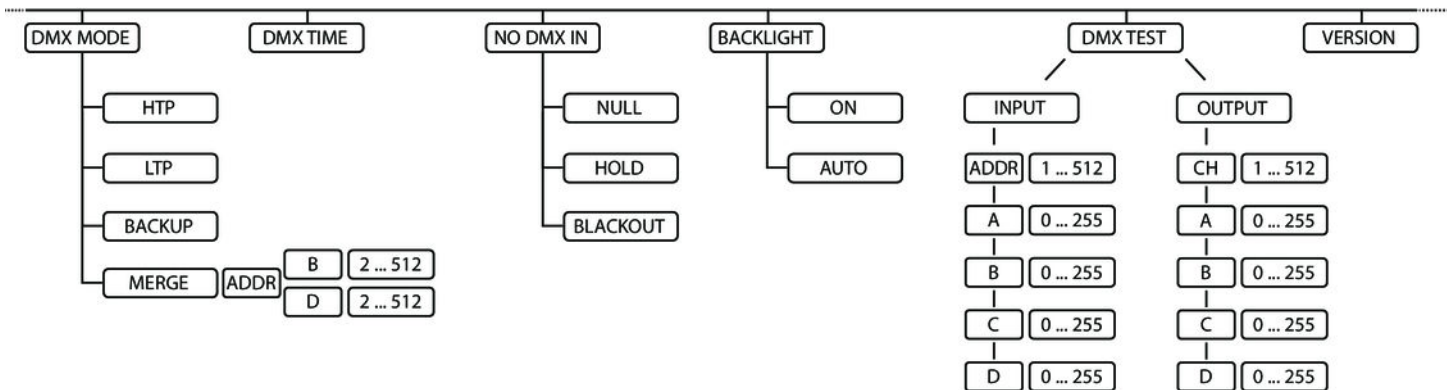 DMX MODE DMX TIME NO DMX IN BACKLIGHT DMX TEST VERSION
HTP NULL ON INPUT OUTPUT
LTP HOLD AUTO ADDR 1 ... 512 CH 1 ... 512
BACKUP BLACKOUT A 0 ... 255 A 0 ... 255
B 2 ... 512
MERGE ADDR B 0 ... 255 B 0 ... 255
D 2 ... 512
C 0 ... 255 C 0 ... 255
D 0 ... 255 D 0 ... 255